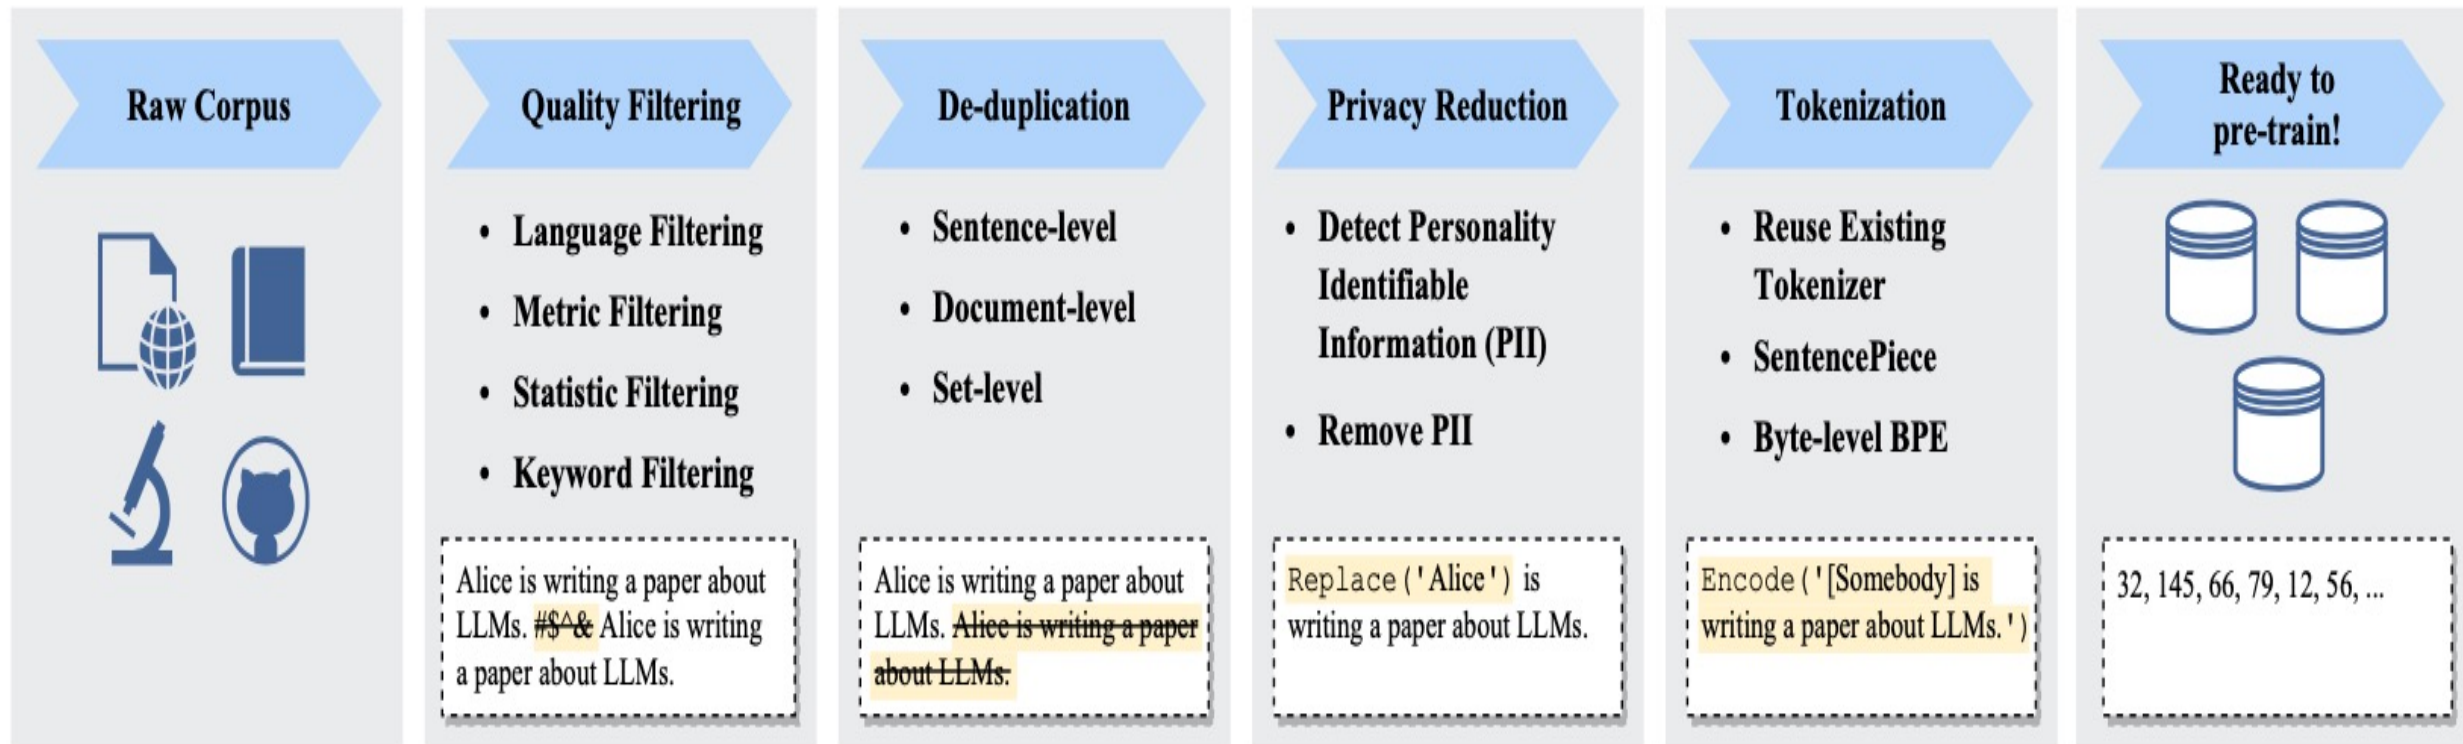 Raw Corpus
Quality Filtering
• Language Filtering
• Metric Filtering
• Statistic Filtering
• Keyword Filtering
Alice is writing a paper about
LLMs. #$^& Alice is writing
a paper about LLMs.
De-duplication
• Sentence-level
• Document-level
• Set-level
Alice is writing a paper about
LLMs. Alice is writing a paper
about LLMs.
Privacy Reduction
• Detect Personality
Identifiable
Information (PII)
• Remove PII
Replace('Alice') is
writing a paper about LLMs.
Tokenization
• Reuse Existing
Tokenizer
• SentencePiece
• Byte-level BPE
Encode('[Somebody] is
writing a paper about LLMs.')
Ready to
pre-train!
32, 145, 66, 79, 12, 56, ...